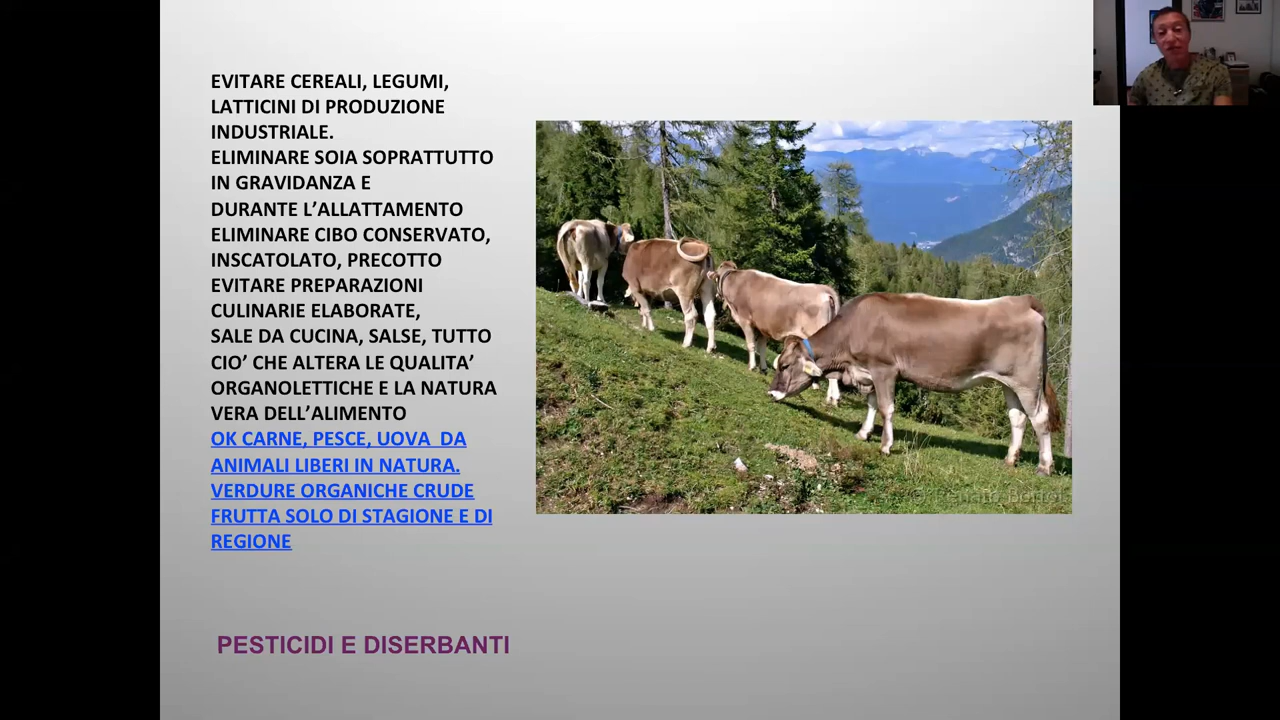 EVITARE CEREALI, LEGUMI,
LATTICINI DI PRODUZIONE
INDUSTRIALE.
ELIMINARE SOIA SOPRATTUTTO
IN GRAVIDANZA E
DURANTE L’ALLATTAMENTO
ELIMINARE CIBO CONSERVATO,
INSCATOLATO, PRECOTTO
EVITARE PREPARAZIONI
CULINARIE ELABORATE,
SALE DA CUCINA, SALSE, TUTTO
CIO’ CHE ALTERA LE QUALITA’
ORGANOLETTICHE E LA NATURA
VERA DELL’ALIMENTO
OK CARNE, PESCE, UOVA  DA
ANIMALI LIBERI IN NATURA.
VERDURE ORGANICHE CRUDE
FRUTTA SOLO DI STAGIONE E DI
REGIONE
© Renato Bortot
PESTICIDI E DISERBANTI